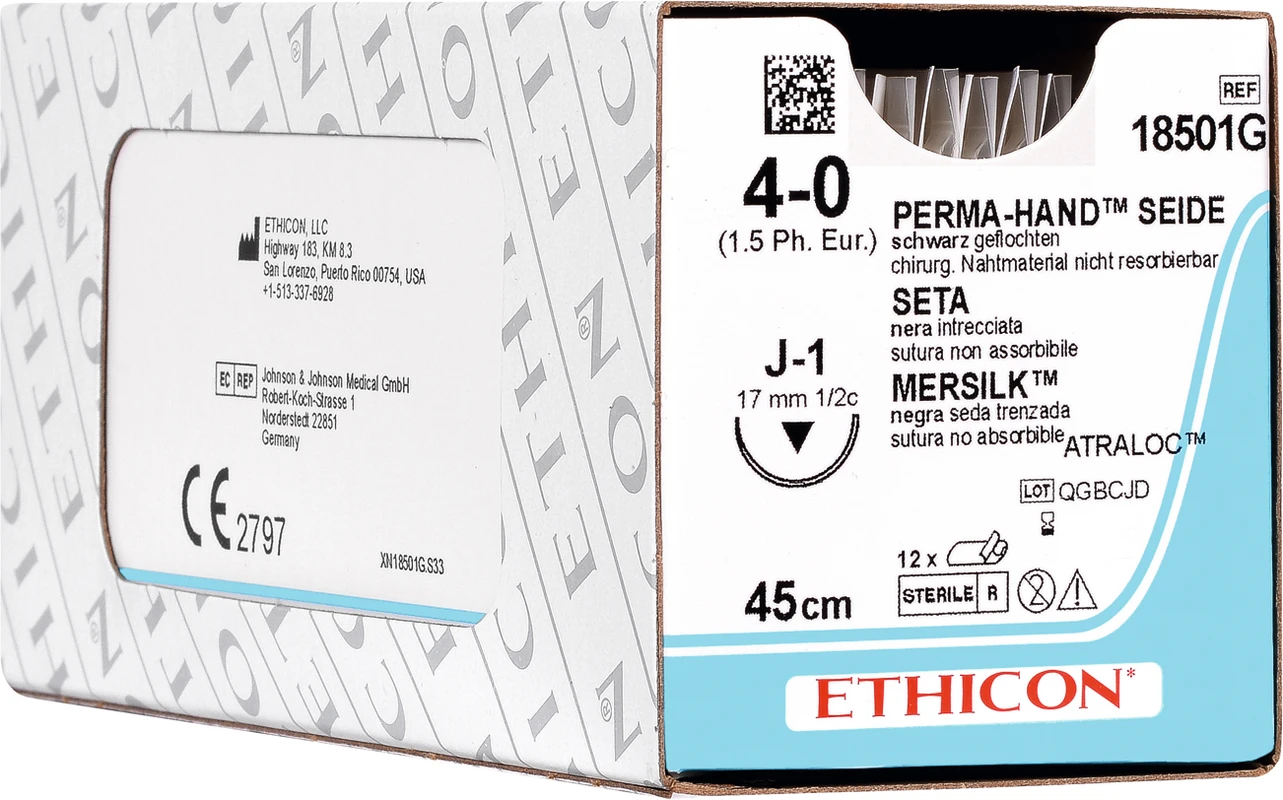 ETHICON, LLC
Highway 183, KM 8.3
San Lorenzo, Puerto Rico 00754, USA
+1-513-337-6928
EC REP
Johnson & Johnson Medical GmbH
Robert-Koch-Strasse 1
Norderstedt 22851
Germany
CE 2797
XN18501G.S33
REF
18501G
4-0
(1.5 Ph. Eur.)
PERMA-HAND™ SEIDE
schwarz geflochten
chirurg. Nahtmaterial nicht resorbierbar
SETA
nera intrecciata
sutura non assorbibile
J-1
17 mm 1/2c
MERSILK™
negra seda trenzada
sutura no absorbible
ATRALOC™
LOT QGBCJD
12 x
STERILE R
2
45cm
ETHICON*
ETHICON®
ETHICON®
ETHICON®